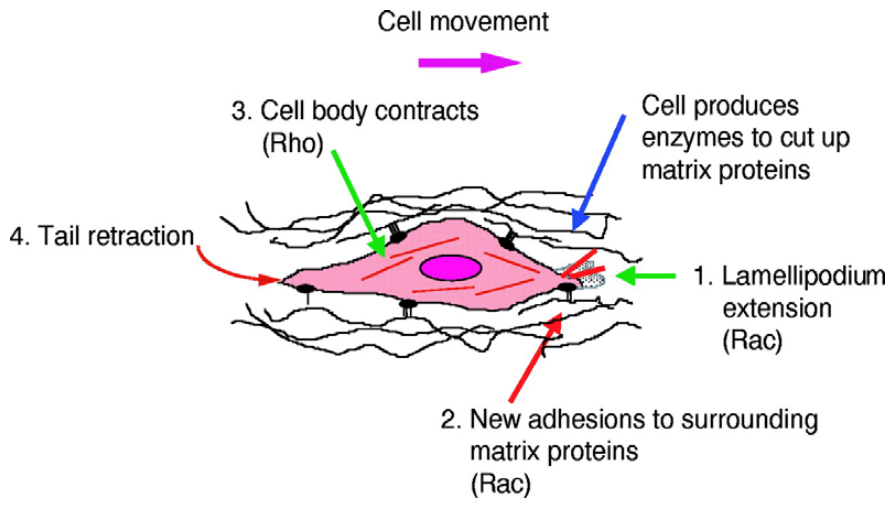 Cell movement
3. Cell body contracts
(Rho)
Cell produces
enzymes to cut up
matrix proteins
4. Tail retraction
1. Lamellipodium
extension
(Rac)
2. New adhesions to surrounding
matrix proteins
(Rac)